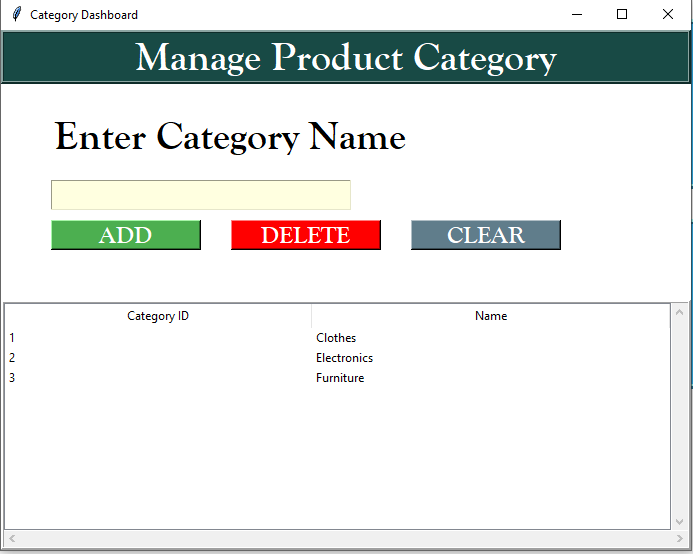 Category Dashboard
Manage Product Category
Enter Category Name
ADD DELETE CLEAR
Category ID Name
1 Clothes
2 Electronics
3 Furniture